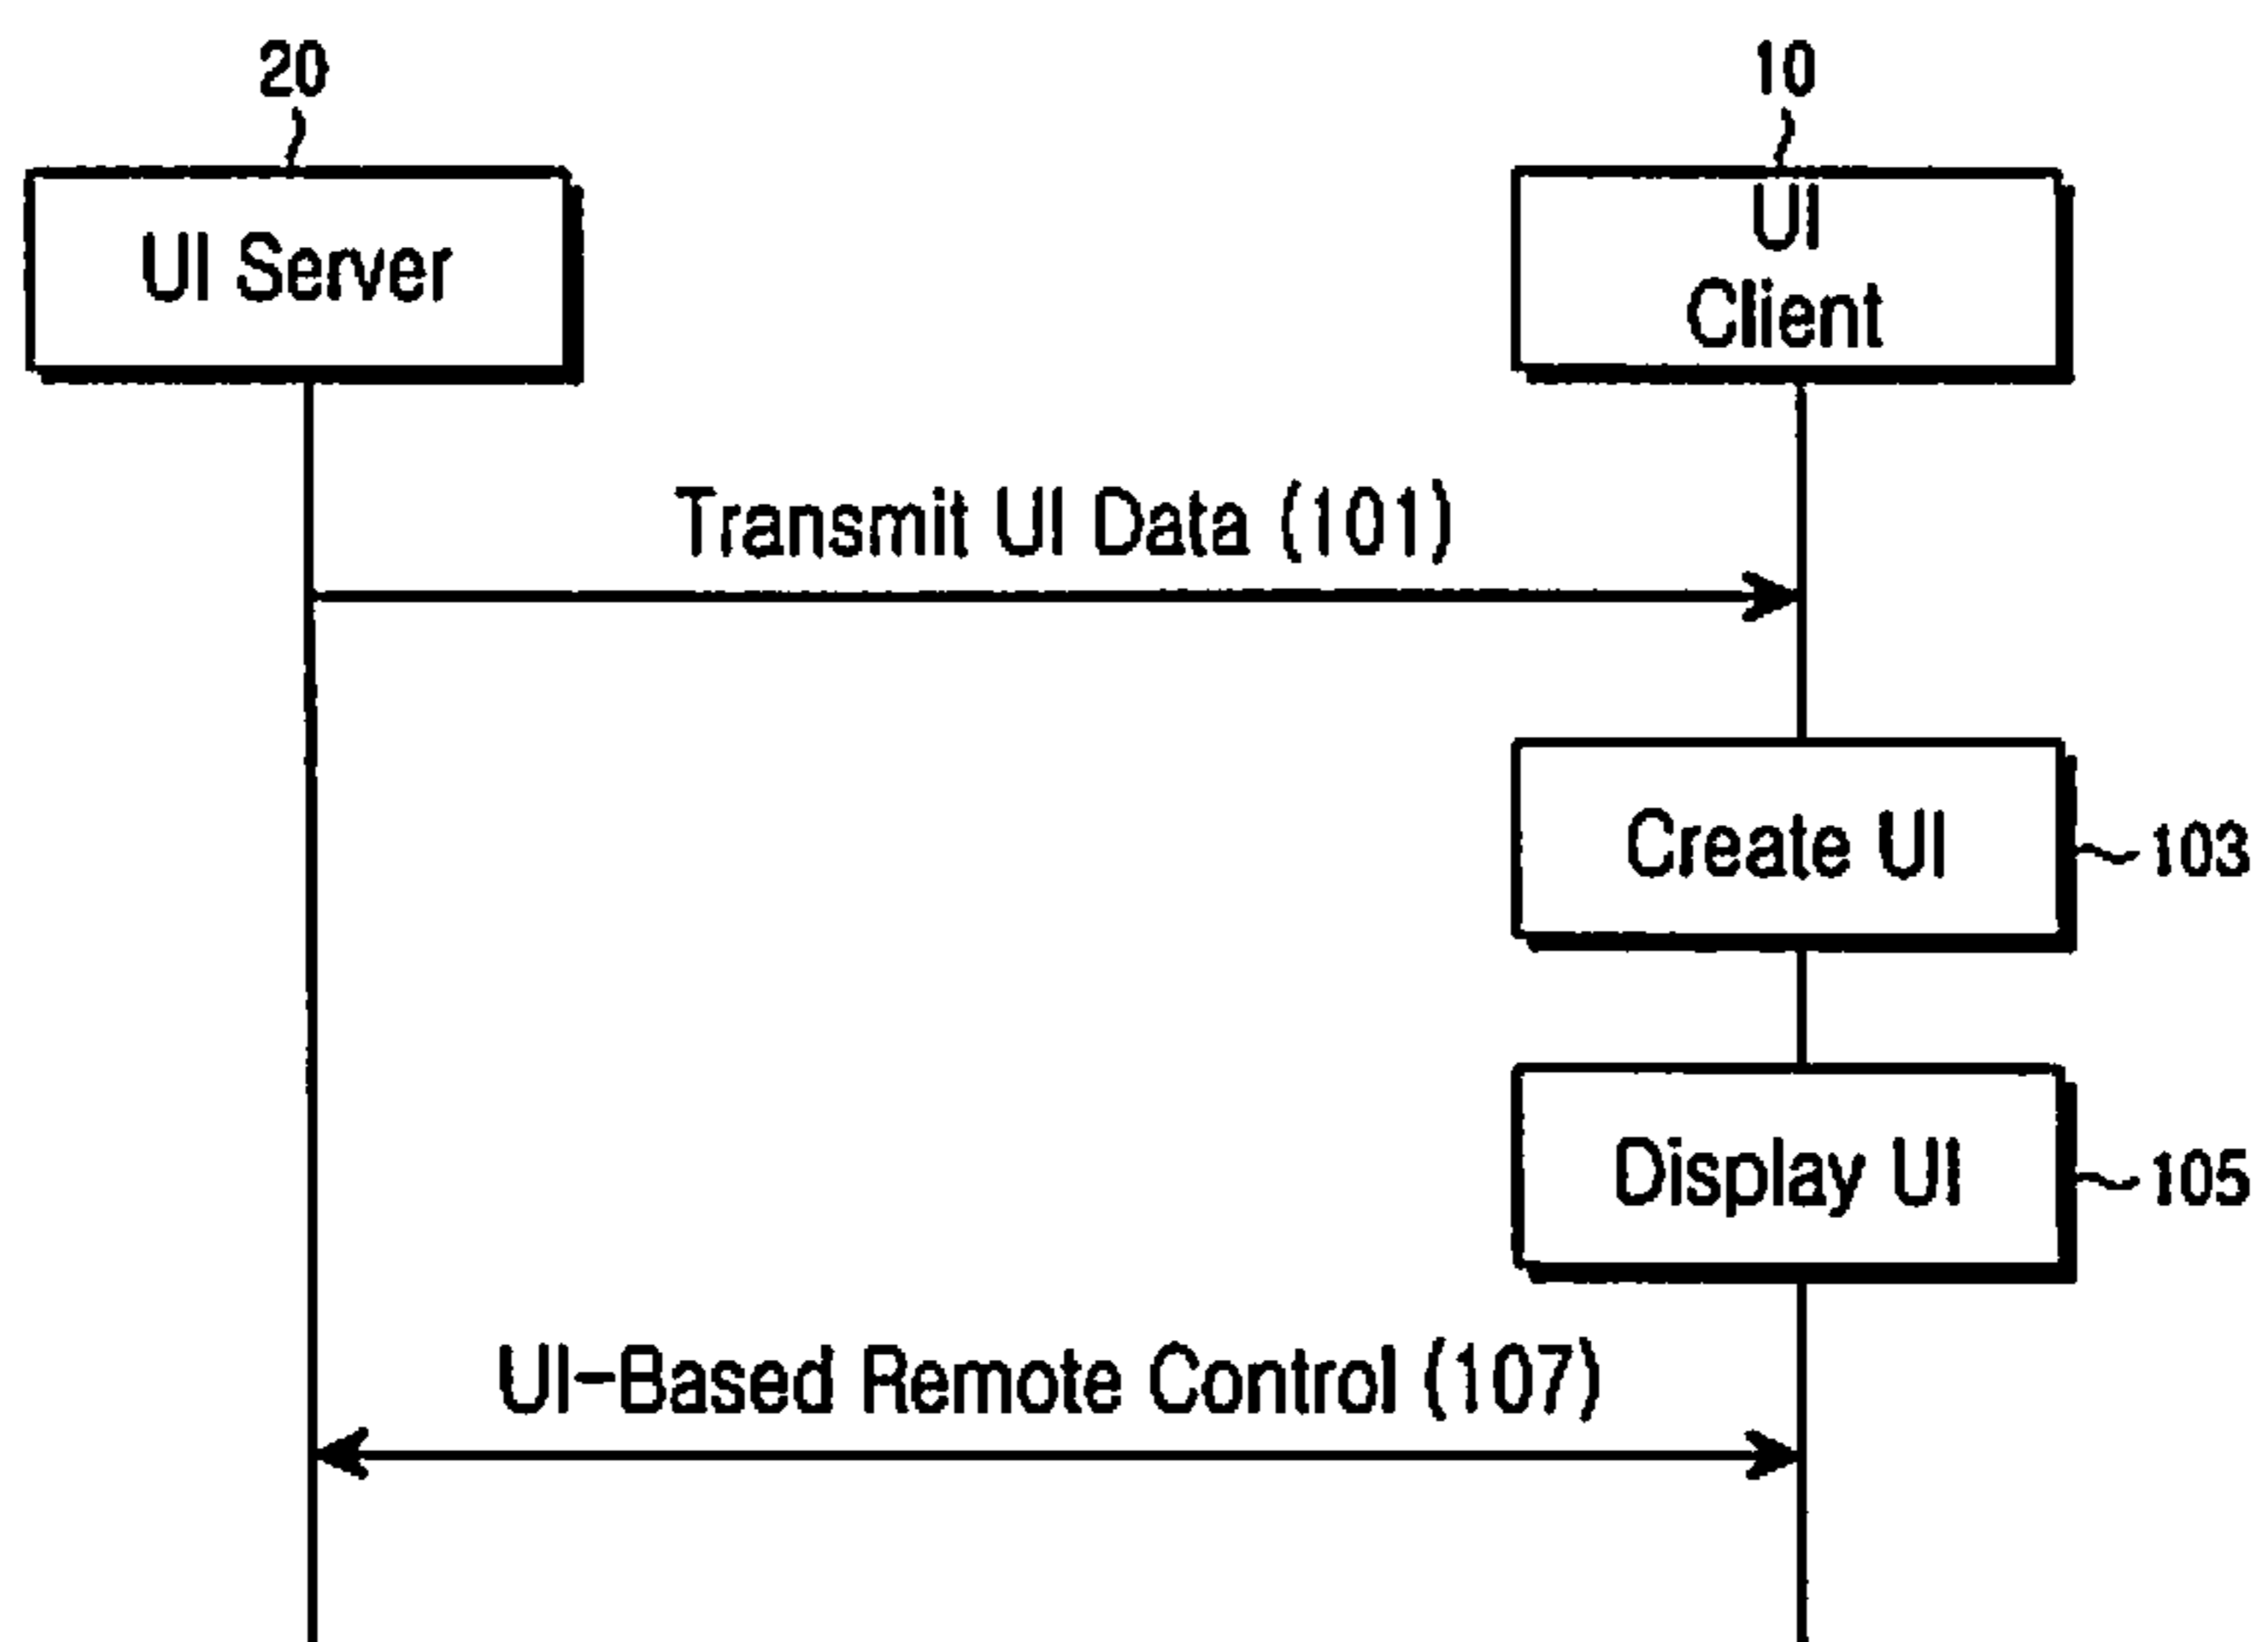 20
10
UI Server
UI
Client
Transmit UI Data (101)
Create UI
103
Display UI
105
UI-Based Remote Control (107)